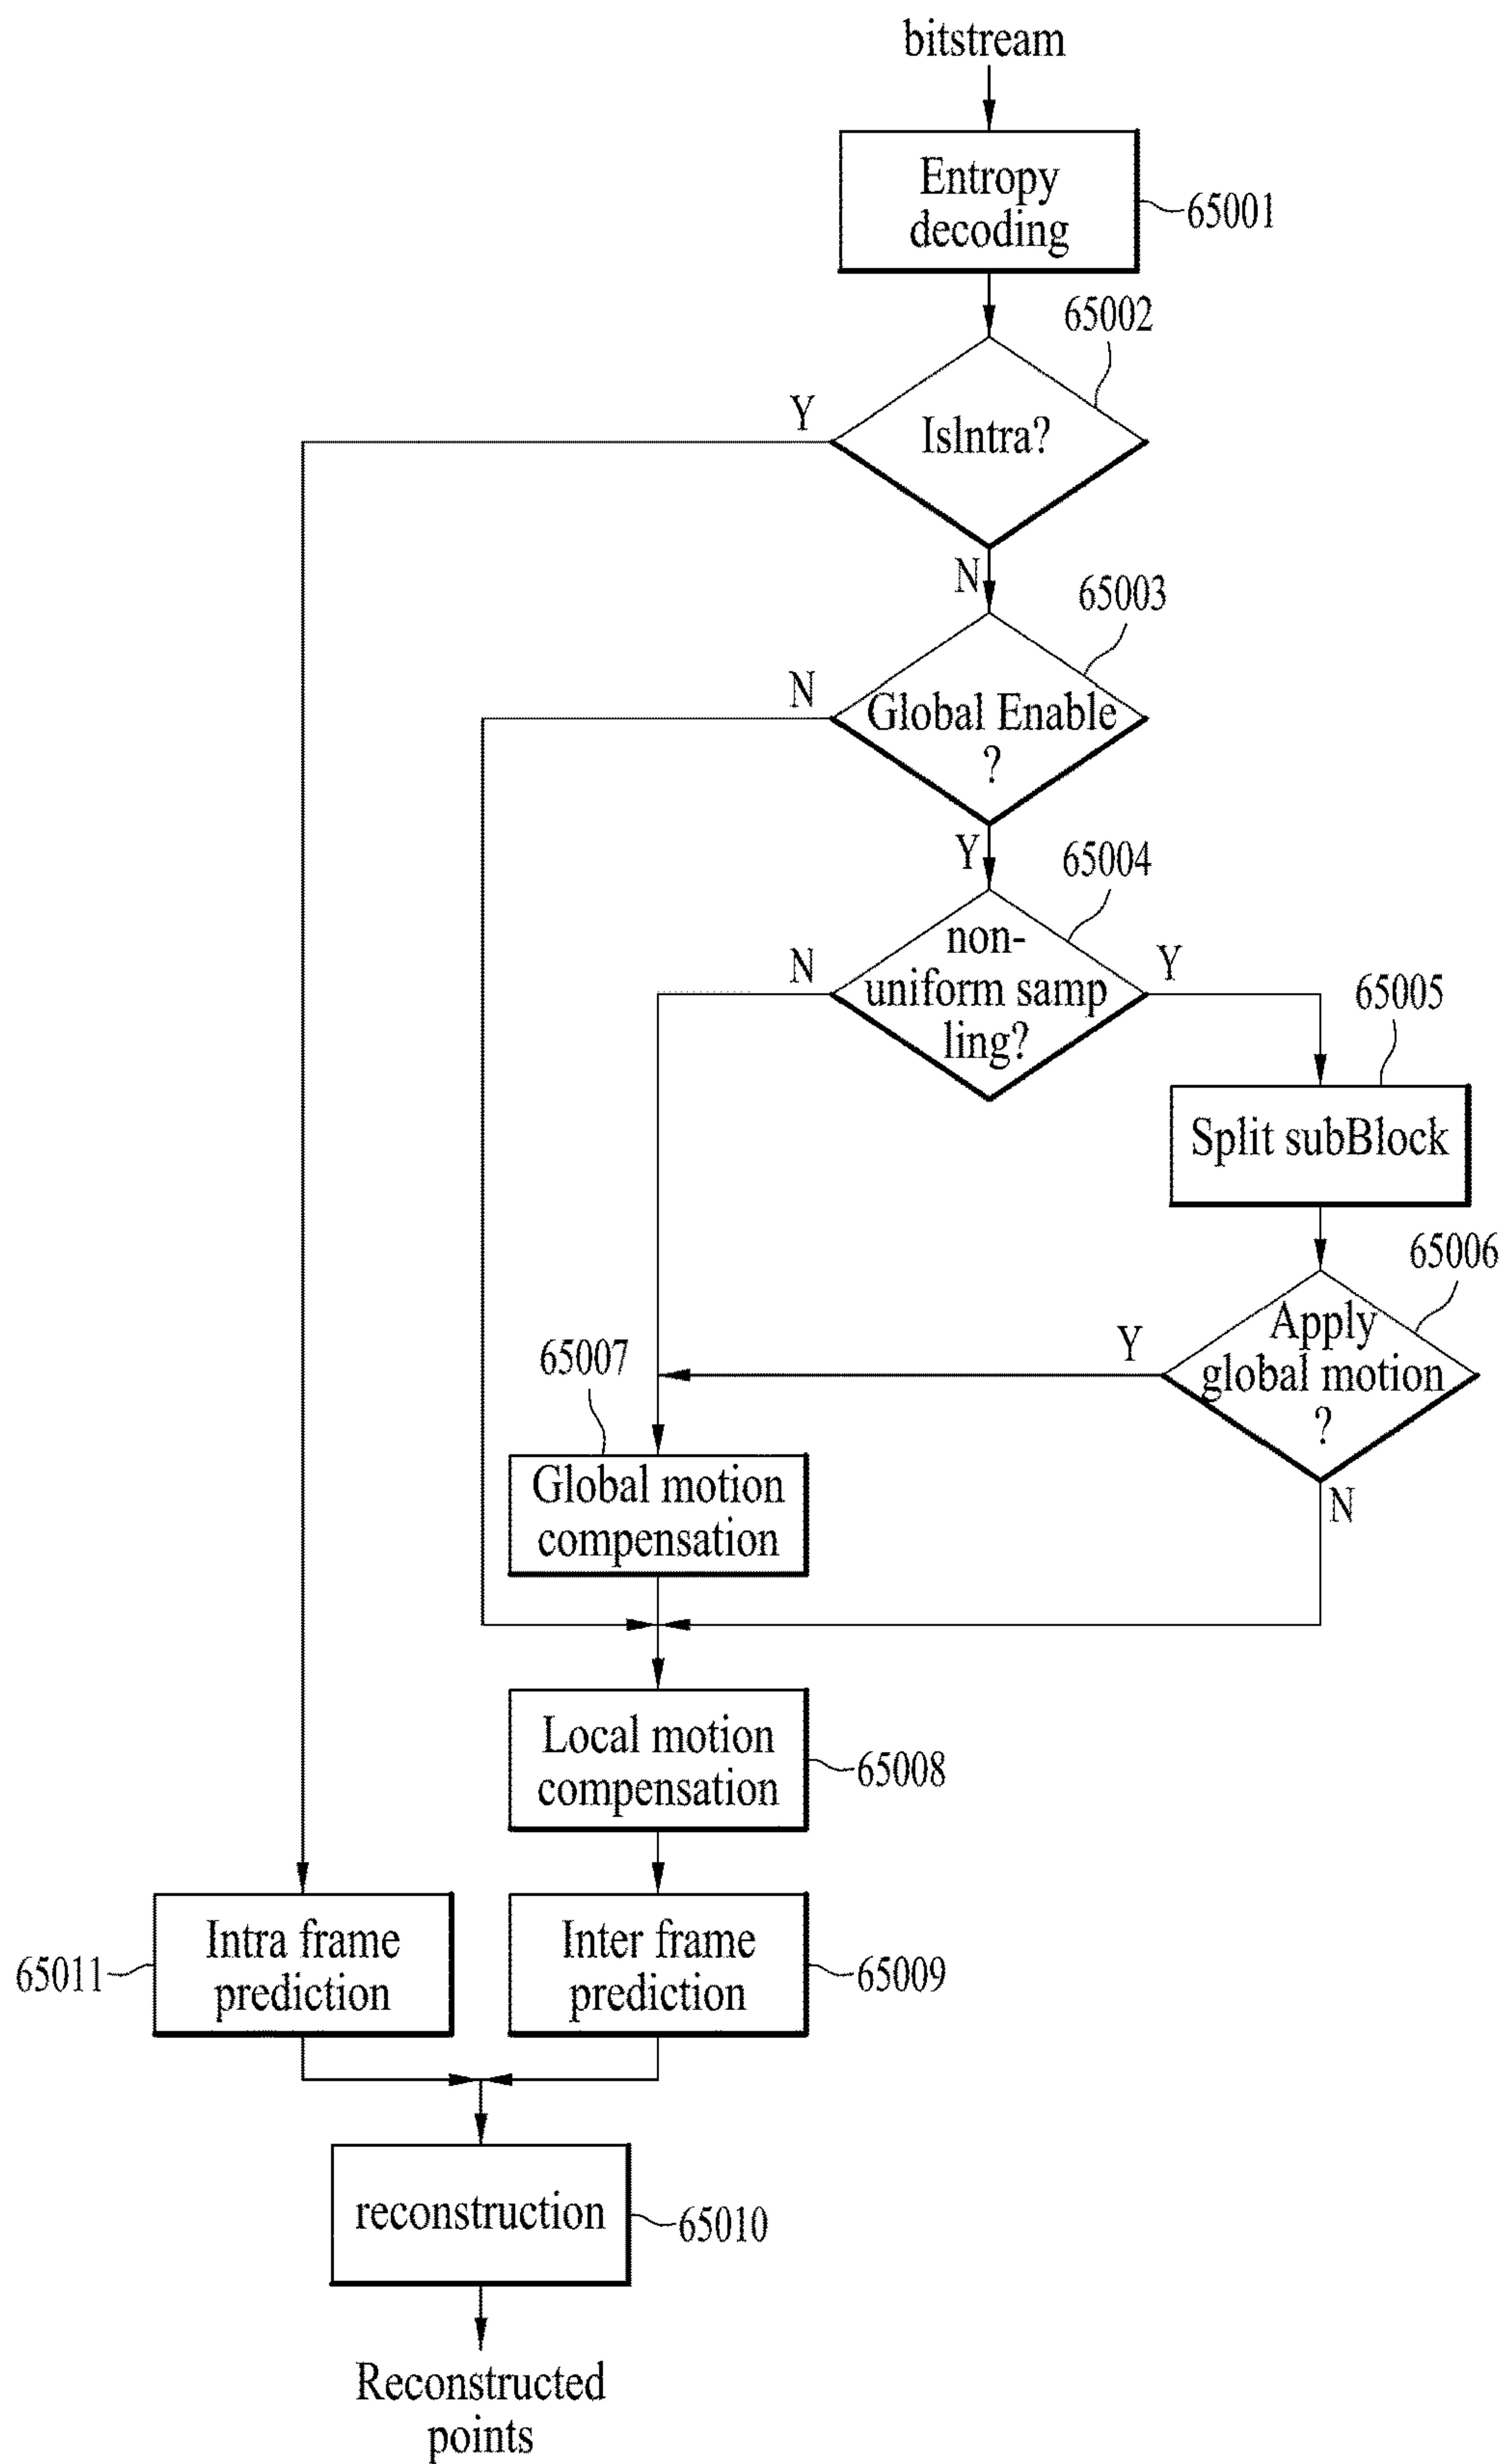 bitstream
Entropy
decoding
65001
65002
Y
IsIntra?
N
65003
N
Global Enable
?
Y
65004
N
non-
uniform samp
ling?
Y
65005
Split subBlock
65006
Apply
global motion
?
Y
N
65007
Global motion
compensation
Local motion
compensation
65008
65011
Intra frame
prediction
Inter frame
prediction
65009
reconstruction
65010
Reconstructed
points